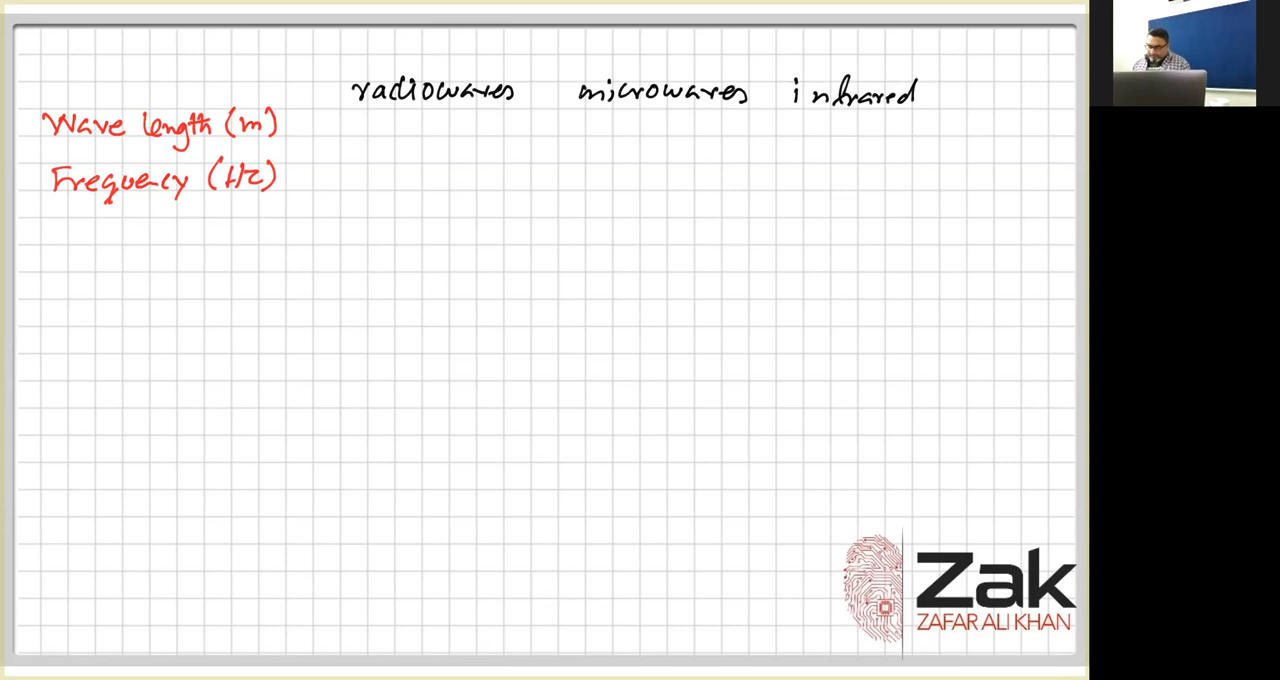 radiowaves microwaves infrared
Wave length (m)
Frequency (Hz)
Zak
ZAFAR ALI KHAN